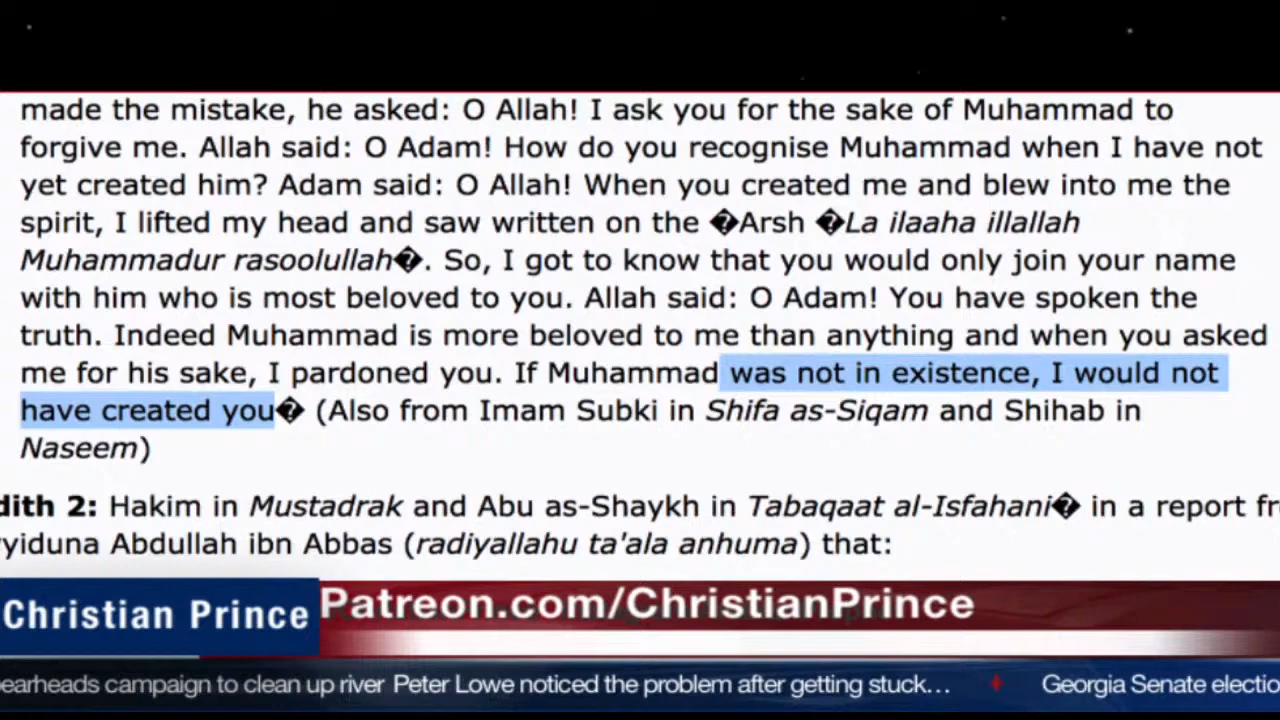 made the mistake, he asked: O Allah! I ask you for the sake of Muhammad to
forgive me. Allah said: O Adam! How do you recognise Muhammad when I have not
yet created him? Adam said: O Allah! When you created me and blew into me the
spirit, I lifted my head and saw written on the �Arsh �La ilaaha illallah
Muhammadur rasoolullah�. So, I got to know that you would only join your name
with him who is most beloved to you. Allah said: O Adam! You have spoken the
truth. Indeed Muhammad is more beloved to me than anything and when you asked
me for his sake, I pardoned you. If Muhammad was not in existence, I would not
have created you� (Also from Imam Subki in Shifa as-Siqam and Shihab in
Naseem)
dith 2: Hakim in Mustadrak and Abu as-Shaykh in Tabaqaat al-Isfahani� in a report fr
yiduna Abdullah ibn Abbas (radiyallahu ta'ala anhuma) that:
Christian Prince
Patreon.com/ChristianPrince
earheads campaign to clean up river Peter Lowe noticed the problem after getting stuck... Georgia Senate electio